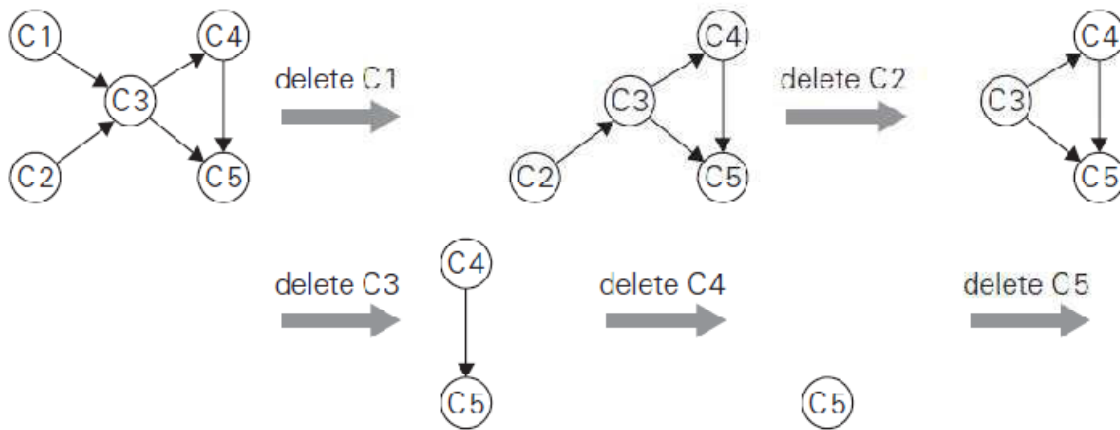 C1 C4 C4 C4
delete C1 delete C2
C3 C3 C3
C2 C5 C2 C5 C5
C4
delete C3 delete C4 delete C5
C5 C5